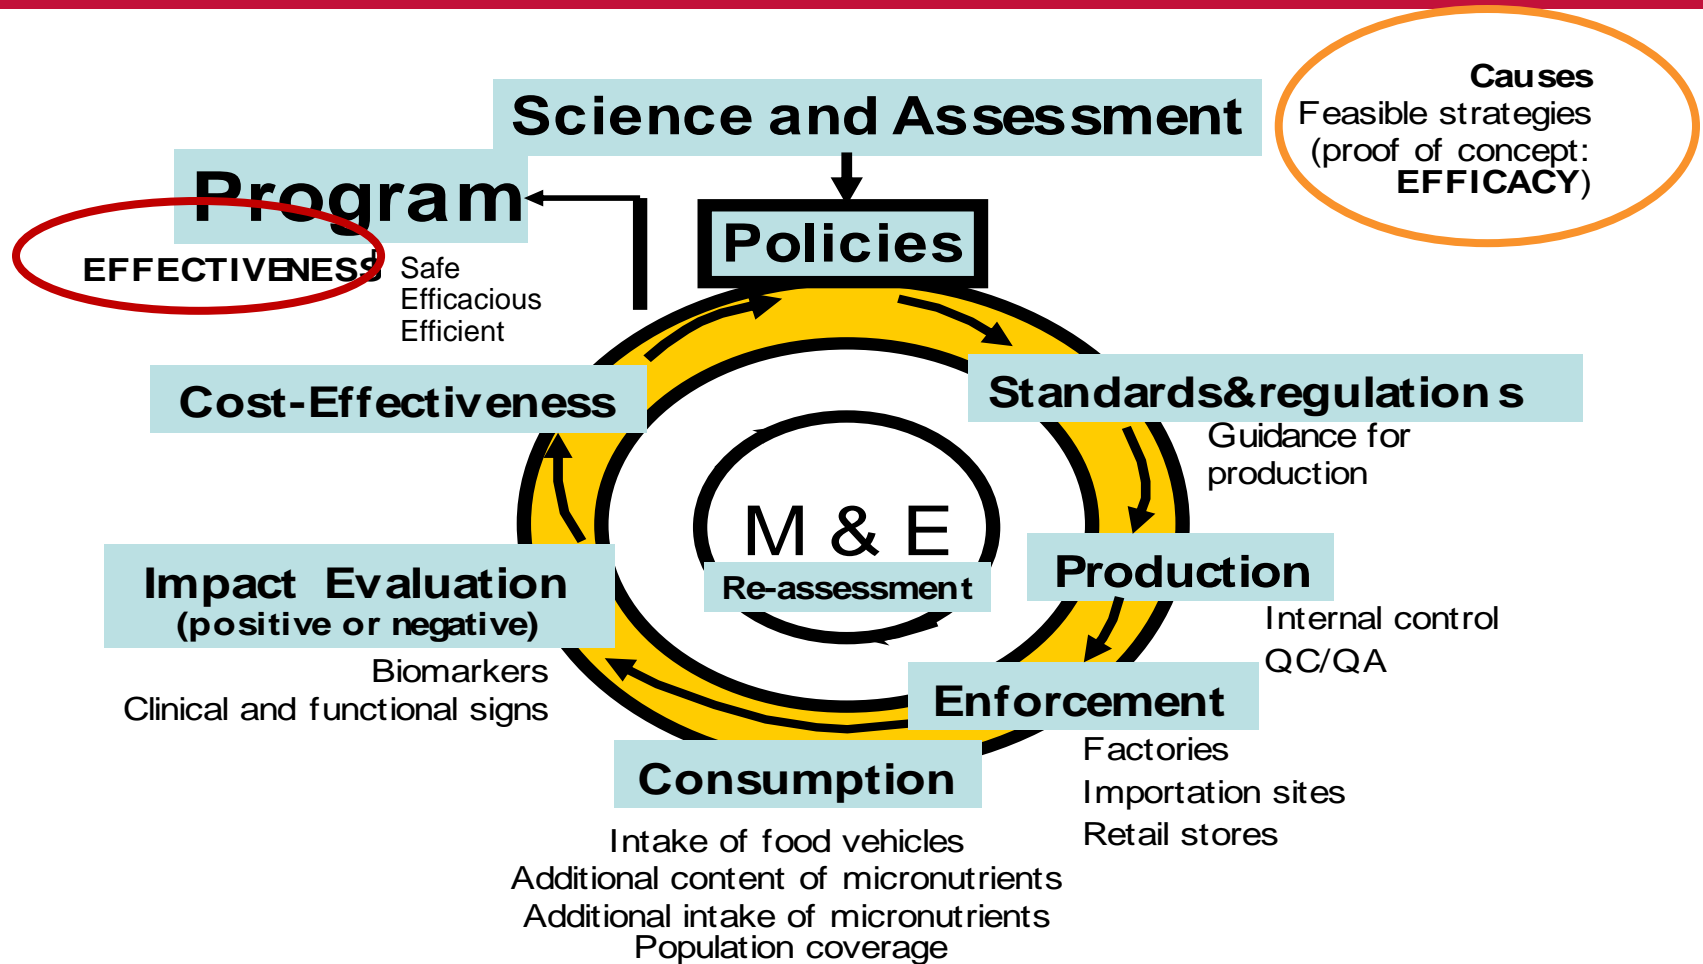 Causes
Feasible strategies
(proof of concept:
EFFICACY)
Science and Assessment
Program
EFFECTIVENESS
Safe
Efficacious
Efficient
Policies
Cost-Effectiveness
Standards&regulations
Guidance for
production
M & E
Re-assessment
Impact Evaluation
(positive or negative)
Biomarkers
Clinical and functional signs
Production
Internal control
QC/QA
Enforcement
Factories
Importation sites
Retail stores
Consumption
Intake of food vehicles
Additional content of micronutrients
Additional intake of micronutrients
Population coverage